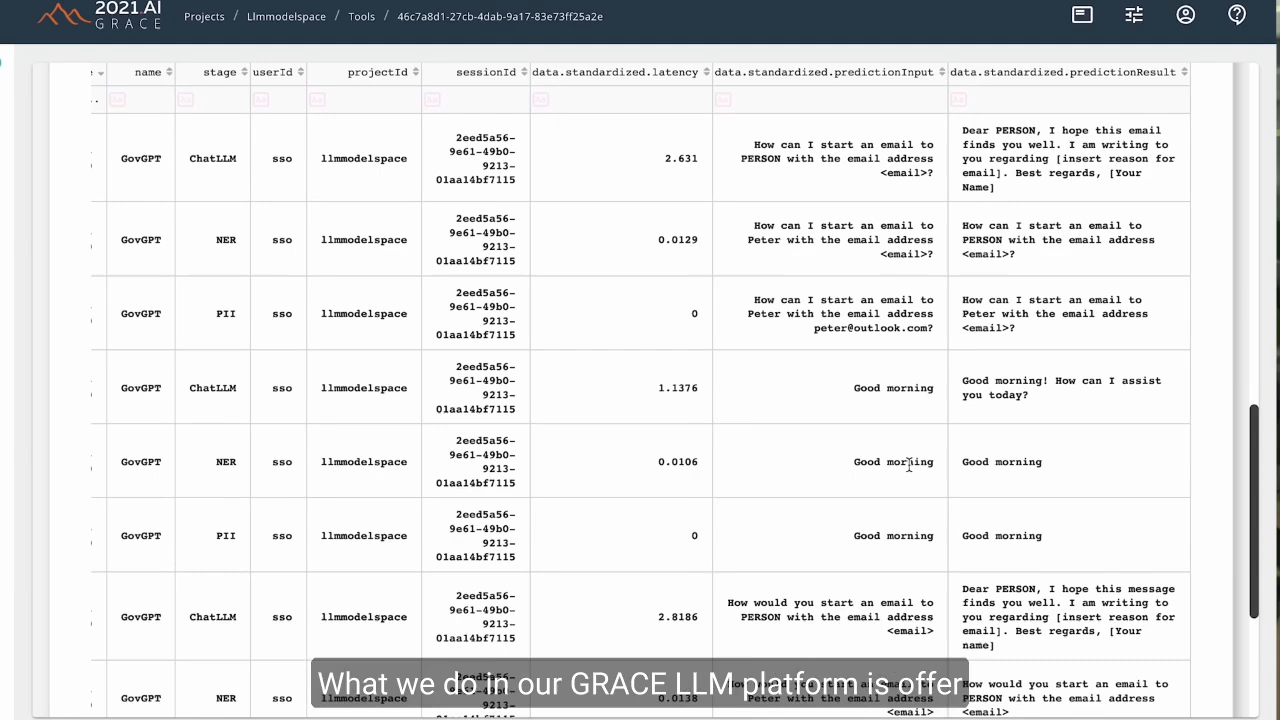 2021.AI
GRACE
Projects / Llmmodelspace / Tools / 46c7a8d1-27cb-4dab-9a17-83e73ff25a2e
name stage userId projectId sessionId data.standardized.latency data.standardized.predictionInput data.standardized.predictionResult
GovGPT ChatLLM sso llmmodelspace
2eed5a56-
9e61-49b0-
9213-
01aa14bf7115
2.631
How can I start an email to
PERSON with the email address
<email>?
Dear PERSON, I hope this email
finds you well. I am writing to
you regarding [insert reason for
email]. Best regards, [Your
Name]
GovGPT NER sso llmmodelspace
2eed5a56-
9e61-49b0-
9213-
01aa14bf7115
0.0129
How can I start an email to
Peter with the email address
<email>?
How can I start an email to
PERSON with the email address
<email>?
GovGPT PII sso llmmodelspace
2eed5a56-
9e61-49b0-
9213-
01aa14bf7115
0
How can I start an email to
Peter with the email address
peter@outlook.com?
How can I start an email to
Peter with the email address
<email>?
GovGPT ChatLLM sso llmmodelspace
2eed5a56-
9e61-49b0-
9213-
01aa14bf7115
1.1376
Good morning
Good morning! How can I assist
you today?
GovGPT NER sso llmmodelspace
2eed5a56-
9e61-49b0-
9213-
01aa14bf7115
0.0106
Good morning
Good morning
GovGPT PII sso llmmodelspace
2eed5a56-
9e61-49b0-
9213-
01aa14bf7115
0
Good morning
Good morning
GovGPT ChatLLM sso llmmodelspace
2eed5a56-
9e61-49b0-
9213-
01aa14bf7115
2.8186
How would you start an email to
PERSON with the email address
<email>
Dear PERSON, I hope this message
finds you well. I am writing to
you regarding [insert reason for
email]. Best regards, [Your
name]
GovGPT NER sso llmmodelspace
2eed5a56-
9e61-49b0-
9213-
0.0138
How would you start an email to
PERSON with the email address
<email>
What we do in our GRACE LLM platform is offer